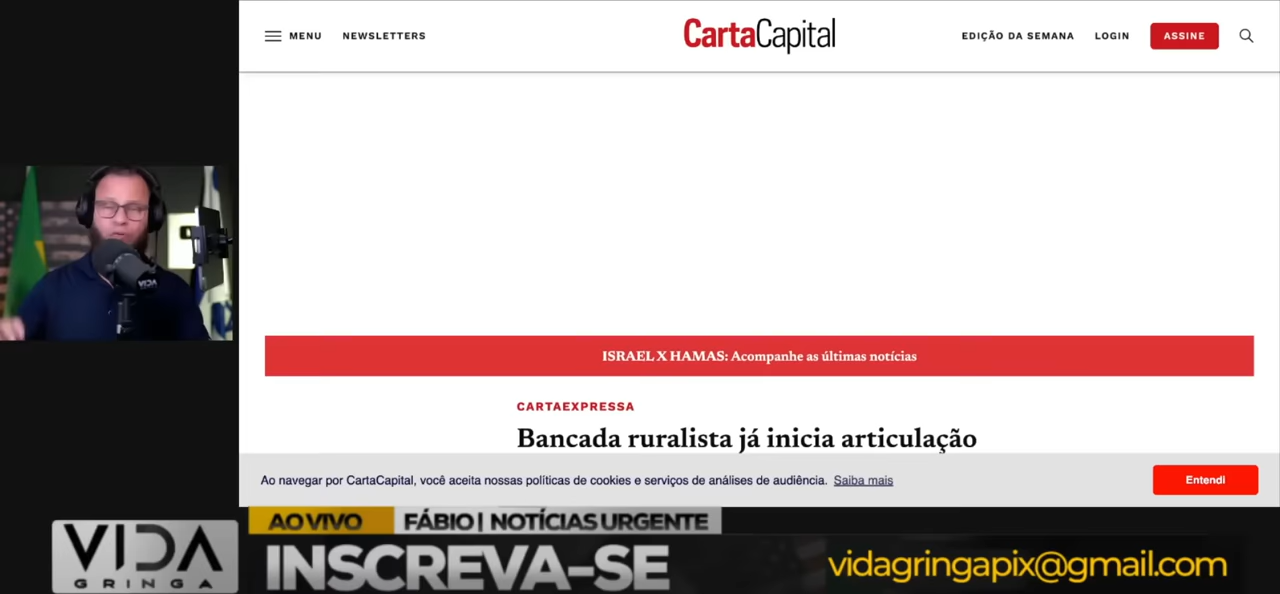 MENU
NEWSLETTERS
CartaCapital
EDIÇÃO DA SEMANA
LOGIN
ASSINE
ISRAEL X HAMAS: Acompanhe as últimas notícias
CARTAEXPRESSA
Bancada ruralista já inicia articulação
Ao navegar por CartaCapital, você aceita nossas políticas de cookies e serviços de análises de audiência. Saiba mais
Entendi
VIDA
AO VIVO
FÁBIO | NOTÍCIAS URGENTE
VIDA
GRINGA
INSCREVA-SE
vidagringapix@gmail.com